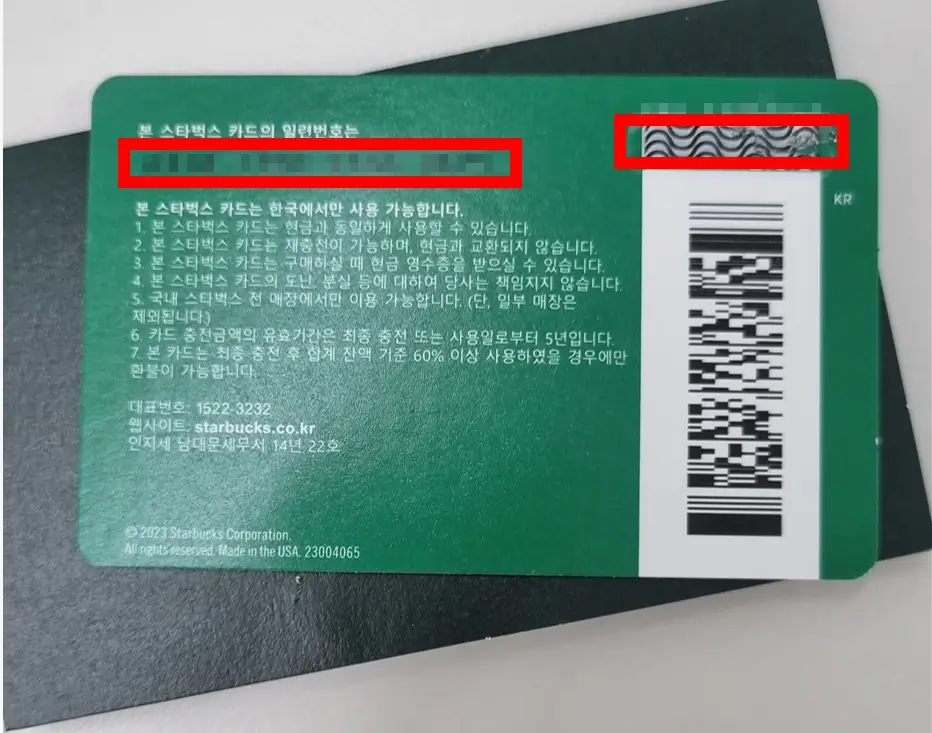 본 스타벅스 카드의 일련번호는
본 스타벅스 카드는 한국에서만 사용 가능합니다.
1. 본 스타벅스 카드는 현금과 동일하게 사용할 수 있습니다.
2. 본 스타벅스 카드는 재충전이 가능하며, 현금과 교환되지 않습니다.
3. 본 스타벅스 카드는 구매하실 때 현금 영수증을 받으실 수 있습니다.
4. 본 스타벅스 카드의 도난, 분실 등에 대하여 당사는 책임지지 않습니다.
5. 국내 스타벅스 전 매장에서만 이용 가능합니다. (단, 일부 매장은
제외됩니다.)
6. 카드 충전금액의 유효기간은 최종 충전 또는 사용일로부터 5년입니다.
7. 본 카드는 최종 충전 후 합계 잔액 기준 60% 이상 사용하였을 경우에만
환불이 가능합니다.
대표번호: 1522-3232
웹사이트: starbucks.co.kr
인지세 남대문세무서 14년 22호
© 2023 Starbucks Corporation.
All rights reserved. Made in the USA. 23004065
KR